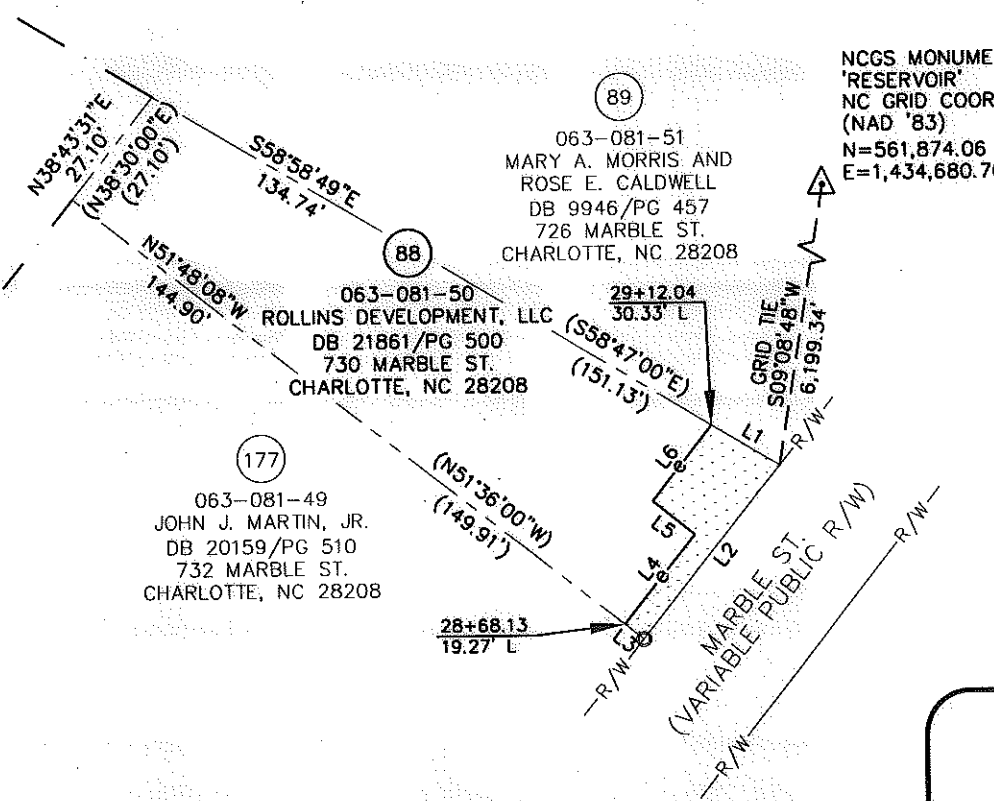 NCGS MONUME
'RESERVOIR'
NC GRID COOR
(NAD '83)
N=561,874.06
E=1,434,680.70
89
063-081-51
MARY A. MORRIS AND
ROSE E. CALDWELL
DB 9946/PG 457
726 MARBLE ST.
CHARLOTTE, NC 28208
N38°43'31"E
27.10'
(N38°30'00"E)
(27.10')
S58°58'49"E
134.74'
88
063-081-50
ROLLINS DEVELOPMENT, LLC
DB 21861/PG 500
730 MARBLE ST.
CHARLOTTE, NC 28208
N51°48'08"W
144.90'
29+12.04
30.33' L
(S58°47'00"E)
(151.13')
GRID TIE
S09°08'48"W
6,199.34'
L1
R/W
L6
L5
L2
L4
L3
177
063-081-49
JOHN J. MARTIN, JR.
DB 20159/PG 510
732 MARBLE ST.
CHARLOTTE, NC 28208
(N51°36'00"W)
(149.91')
28+68.13
19.27' L
R/W
MARBLE ST.
(VARIABLE PUBLIC R/W)
R/W
R/W